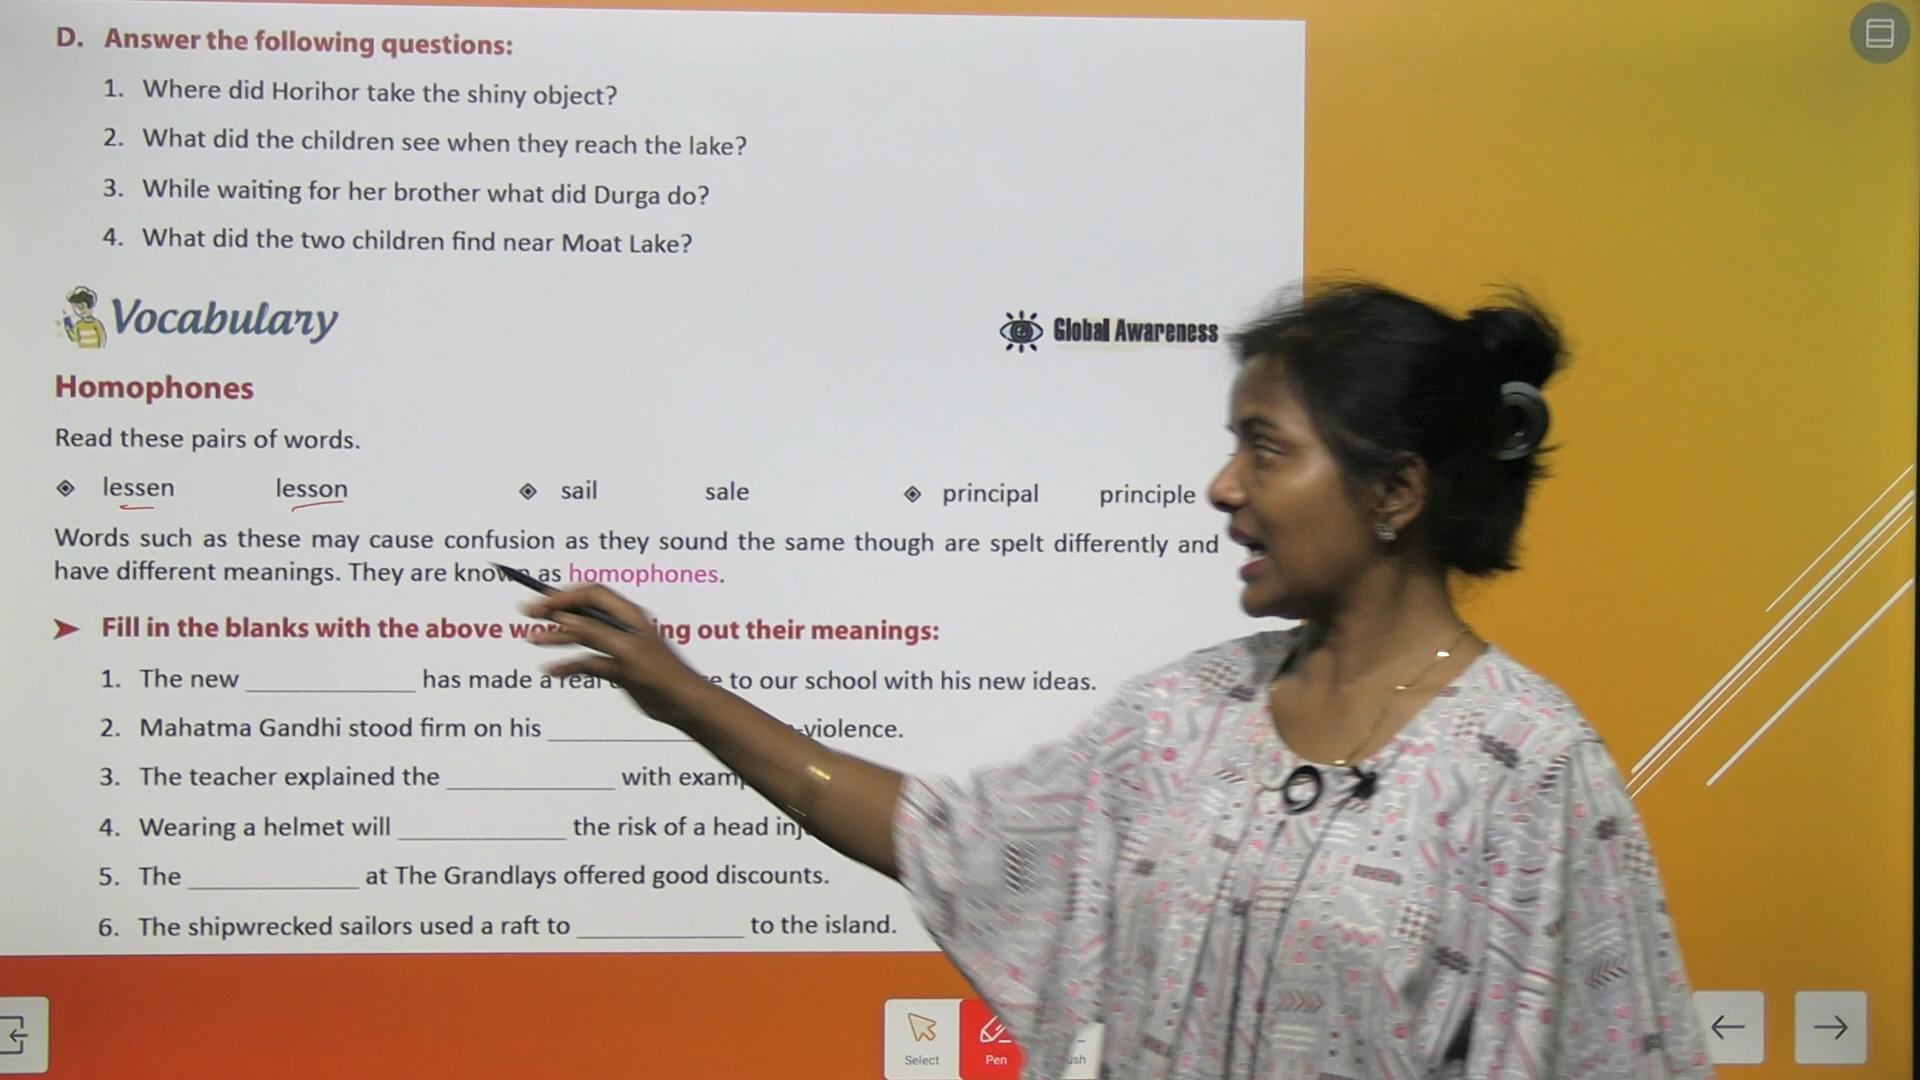 D. Answer the following questions:
1. Where did Horihor take the shiny object?
2. What did the children see when they reach the lake?
3. While waiting for her brother what did Durga do?
4. What did the two children find near Moat Lake?
Vocabulary
Global Awareness
Homophones
Read these pairs of words.
lessen lesson sail sale principal principle
Words such as these may cause confusion as they sound the same though are spelt differently and
have different meanings. They are known as homophones.
Fill in the blanks with the above out their meanings:
1. The new ____________ has made a to our school with his new ideas.
2. Mahatma Gandhi stood firm on his ____________ violence.
3. The teacher explained the ____________ with
4. Wearing a helmet will ____________ the risk of a head
5. The ____________ at The Grandlays offered good discounts.
6. The shipwrecked sailors used a raft to ____________ to the island.
Select Pen